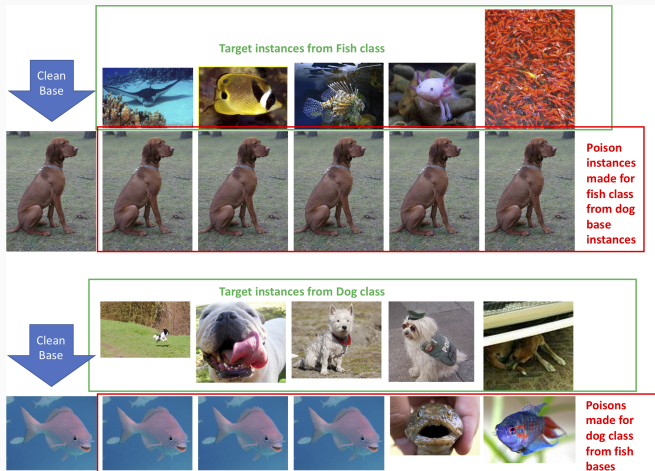 Target instances from Fish class
Clean
Base
Poison
instances
made for
fish class
from dog
base
instances
Target instances from Dog class
Clean
Base
Poisons
made for
dog class
from fish
bases